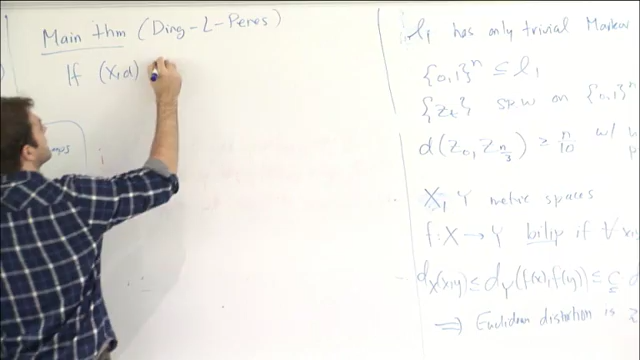 Main thm (Ding-L-Peres)
If (X,d)
ℓ₁ has only trivial Markov
{0,1}ⁿ ⊆ ℓ₁
{Z_t} SRW on {0,1}ⁿ
d(Z₀, Z_{n/3}) ≥ n/10 w/
X, Y metric spaces
f: X → Y bilip if ∀
d_X(x,y) ≤ d_Y(f(x),f(y)) ≤ C d
⟹ Euclidean distortion is